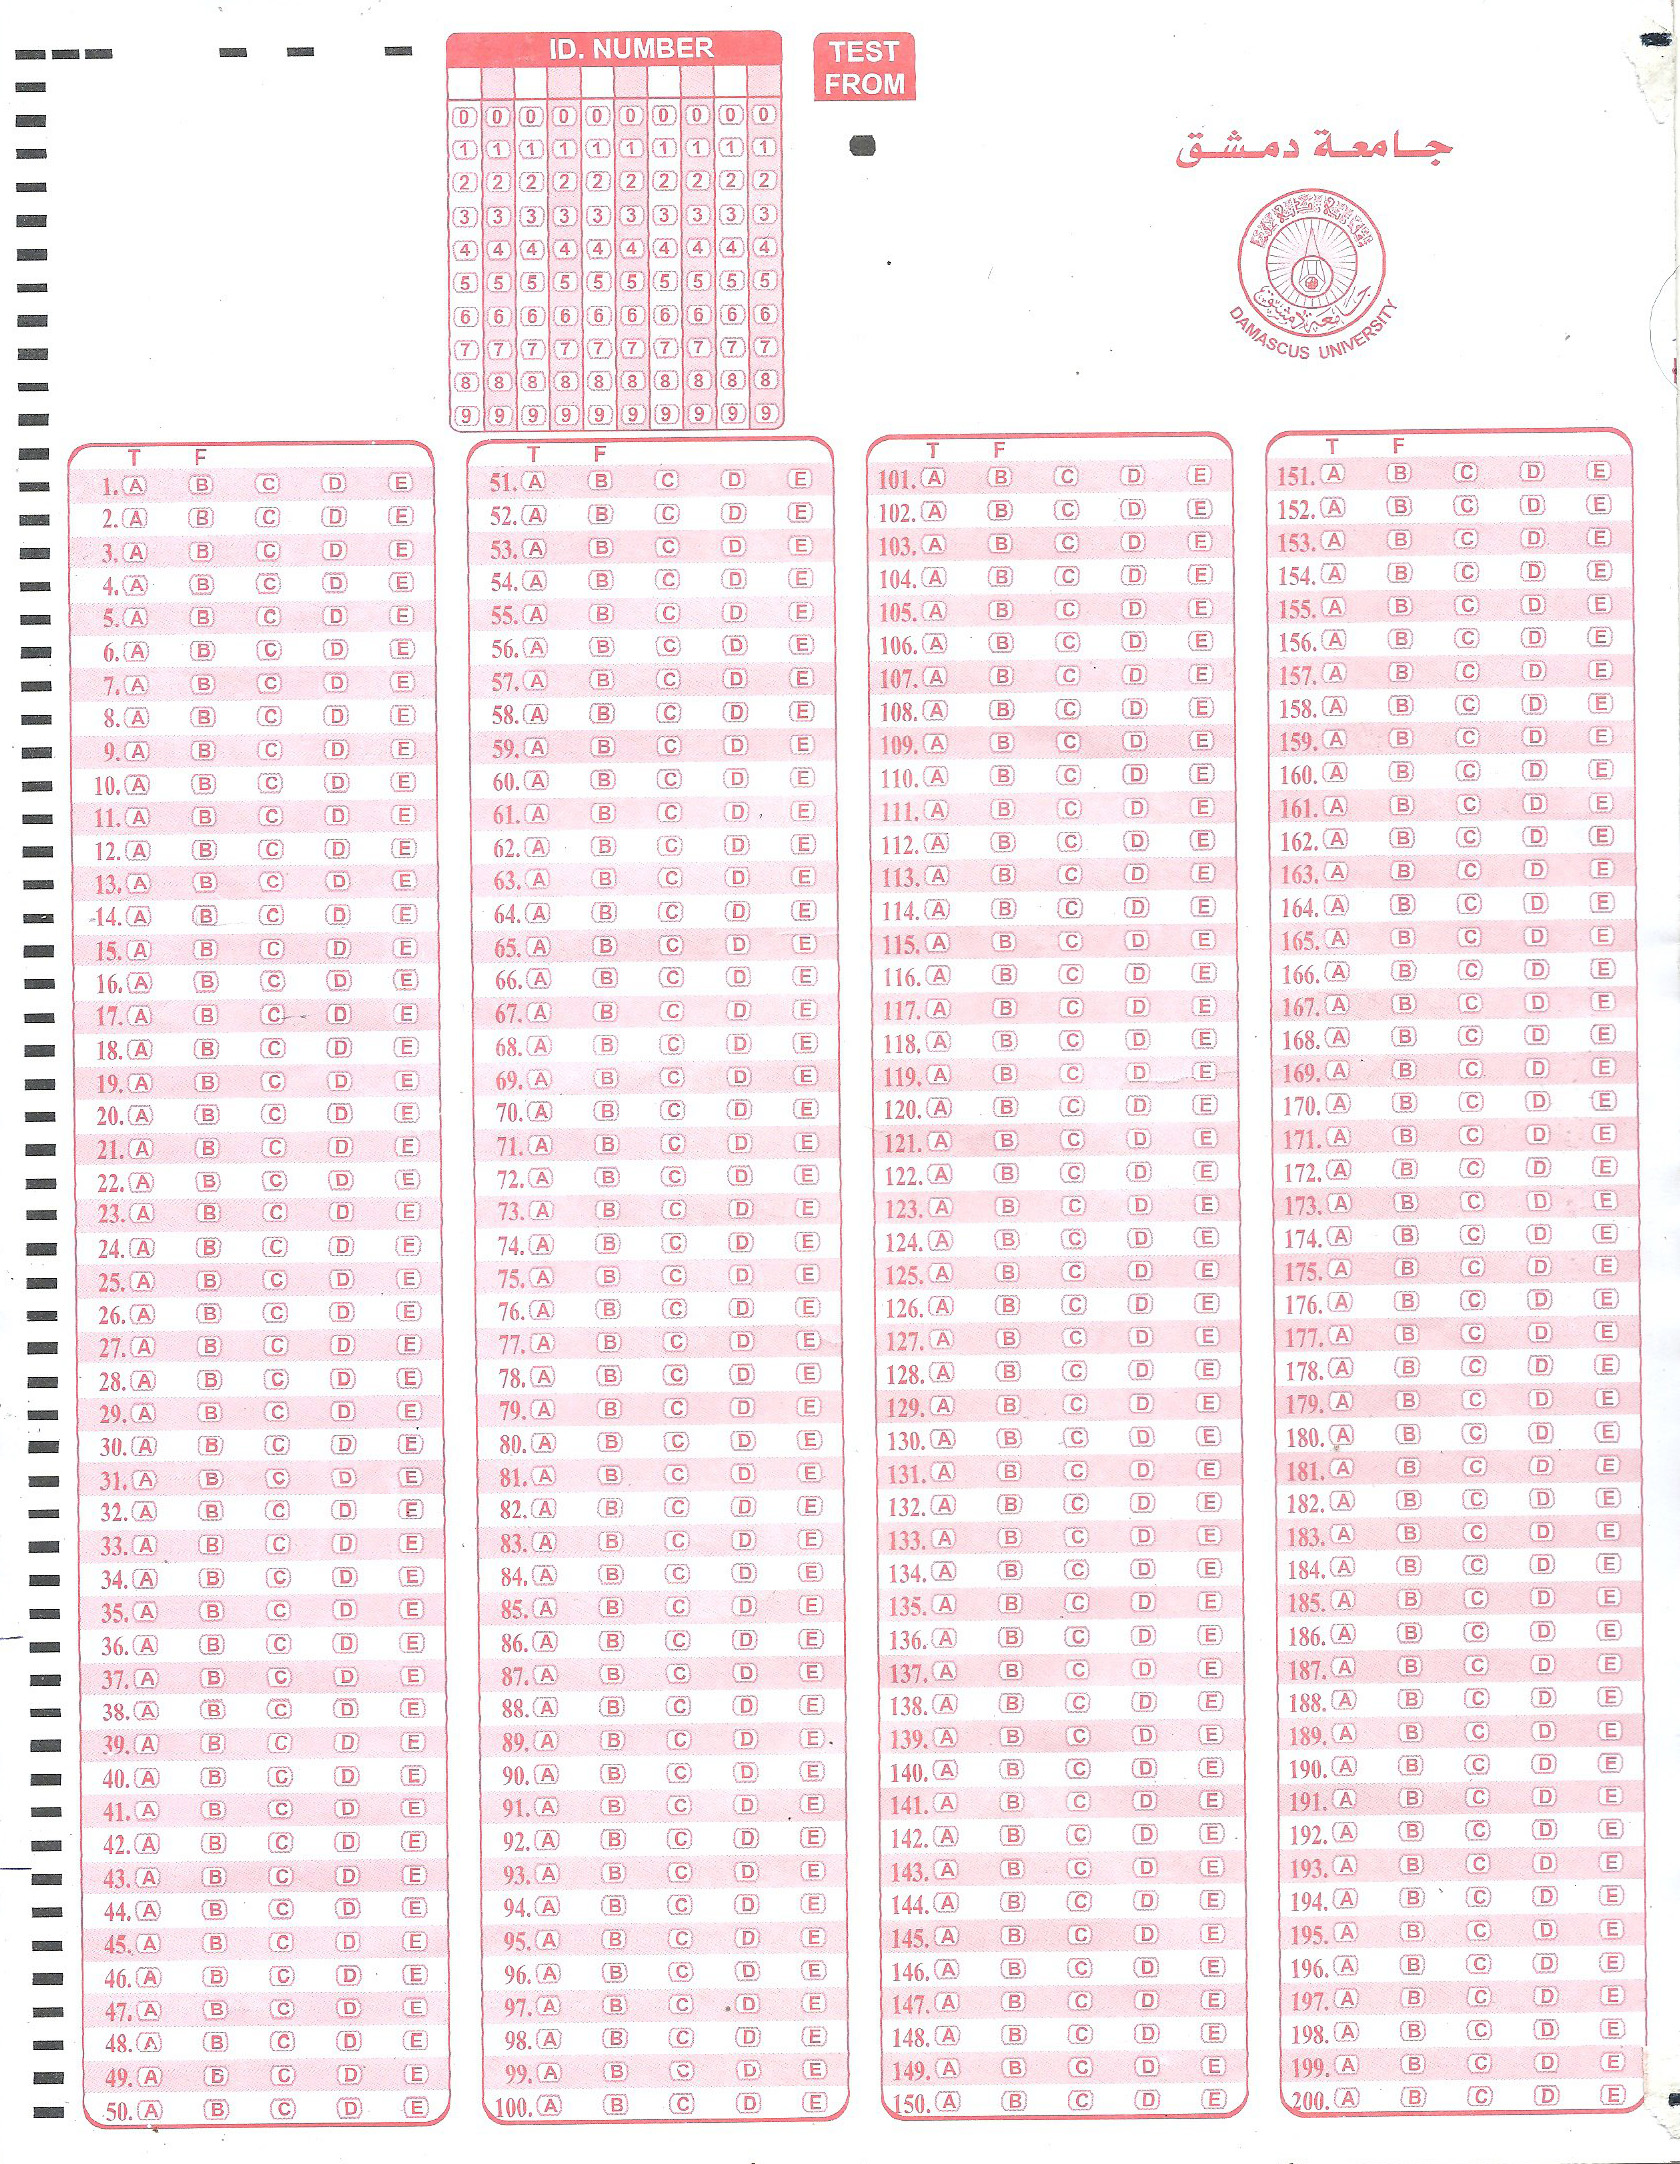 ID. NUMBER
TEST
FROM
0 0 0 0 0 0 0 0 0 0
1 1 1 1 1 1 1 1 1 1
2 2 2 2 2 2 2 2 2 2
3 3 3 3 3 3 3 3 3 3
4 4 4 4 4 4 4 4 4 4
5 5 5 5 5 5 5 5 5 5
6 6 6 6 6 6 6 6 6 6
7 7 7 7 7 7 7 7 7 7
8 8 8 8 8 8 8 8 8 8
9 9 9 9 9 9 9 9 9 9
جامعة دمشق
DAMASCUS UNIVERSITY
T F
1. A B C D E
2. A B C D E
3. A B C D E
4. A B C D E
5. A B C D E
6. A B C D E
7. A B C D E
8. A B C D E
9. A B C D E
10. A B C D E
11. A B C D E
12. A B C D E
13. A B C D E
14. A B C D E
15. A B C D E
16. A B C D E
17. A B C D E
18. A B C D E
19. A B C D E
20. A B C D E
21. A B C D E
22. A B C D E
23. A B C D E
24. A B C D E
25. A B C D E
26. A B C D E
27. A B C D E
28. A B C D E
29. A B C D E
30. A B C D E
31. A B C D E
32. A B C D E
33. A B C D E
34. A B C D E
35. A B C D E
36. A B C D E
37. A B C D E
38. A B C D E
39. A B C D E
40. A B C D E
41. A B C D E
42. A B C D E
43. A B C D E
44. A B C D E
45. A B C D E
46. A B C D E
47. A B C D E
48. A B C D E
49. A B C D E
50. A B C D E
T F
51. A B C D E
52. A B C D E
53. A B C D E
54. A B C D E
55. A B C D E
56. A B C D E
57. A B C D E
58. A B C D E
59. A B C D E
60. A B C D E
61. A B C D E
62. A B C D E
63. A B C D E
64. A B C D E
65. A B C D E
66. A B C D E
67. A B C D E
68. A B C D E
69. A B C D E
70. A B C D E
71. A B C D E
72. A B C D E
73. A B C D E
74. A B C D E
75. A B C D E
76. A B C D E
77. A B C D E
78. A B C D E
79. A B C D E
80. A B C D E
81. A B C D E
82. A B C D E
83. A B C D E
84. A B C D E
85. A B C D E
86. A B C D E
87. A B C D E
88. A B C D E
89. A B C D E
90. A B C D E
91. A B C D E
92. A B C D E
93. A B C D E
94. A B C D E
95. A B C D E
96. A B C D E
97. A B C D E
98. A B C D E
99. A B C D E
100. A B C D E
T F
101. A B C D E
102. A B C D E
103. A B C D E
104. A B C D E
105. A B C D E
106. A B C D E
107. A B C D E
108. A B C D E
109. A B C D E
110. A B C D E
111. A B C D E
112. A B C D E
113. A B C D E
114. A B C D E
115. A B C D E
116. A B C D E
117. A B C D E
118. A B C D E
119. A B C D E
120. A B C D E
121. A B C D E
122. A B C D E
123. A B C D E
124. A B C D E
125. A B C D E
126. A B C D E
127. A B C D E
128. A B C D E
129. A B C D E
130. A B C D E
131. A B C D E
132. A B C D E
133. A B C D E
134. A B C D E
135. A B C D E
136. A B C D E
137. A B C D E
138. A B C D E
139. A B C D E
140. A B C D E
141. A B C D E
142. A B C D E
143. A B C D E
144. A B C D E
145. A B C D E
146. A B C D E
147. A B C D E
148. A B C D E
149. A B C D E
150. A B C D E
T F
151. A B C D E
152. A B C D E
153. A B C D E
154. A B C D E
155. A B C D E
156. A B C D E
157. A B C D E
158. A B C D E
159. A B C D E
160. A B C D E
161. A B C D E
162. A B C D E
163. A B C D E
164. A B C D E
165. A B C D E
166. A B C D E
167. A B C D E
168. A B C D E
169. A B C D E
170. A B C D E
171. A B C D E
172. A B C D E
173. A B C D E
174. A B C D E
175. A B C D E
176. A B C D E
177. A B C D E
178. A B C D E
179. A B C D E
180. A B C D E
181. A B C D E
182. A B C D E
183. A B C D E
184. A B C D E
185. A B C D E
186. A B C D E
187. A B C D E
188. A B C D E
189. A B C D E
190. A B C D E
191. A B C D E
192. A B C D E
193. A B C D E
194. A B C D E
195. A B C D E
196. A B C D E
197. A B C D E
198. A B C D E
199. A B C D E
200. A B C D E